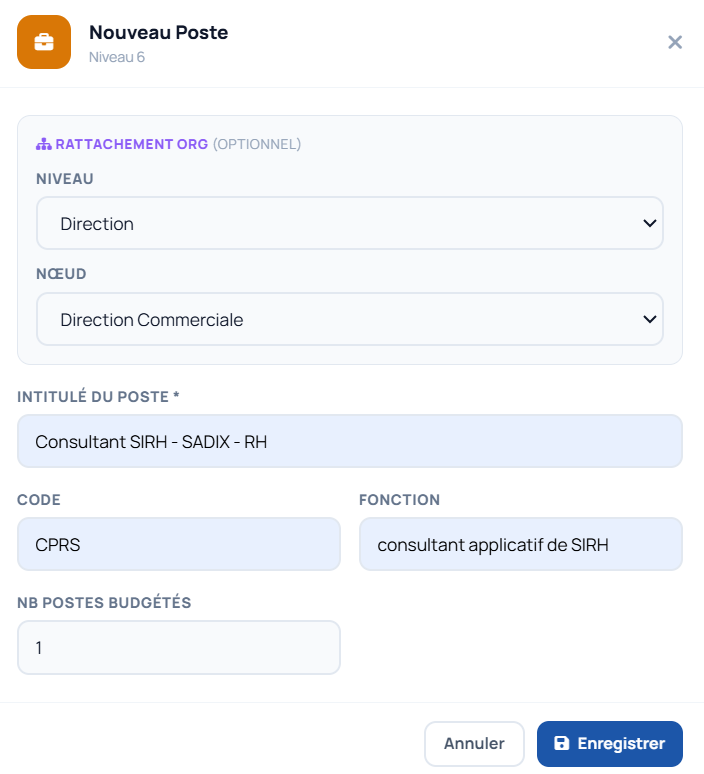 Nouveau Poste
Niveau 6
RATTACHEMENT ORG (OPTIONNEL)
NIVEAU
Direction
NŒUD
Direction Commerciale
INTITULÉ DU POSTE *
Consultant SIRH - SADIX - RH
CODE
FONCTION
CPRS
consultant applicatif de SIRH
NB POSTES BUDGÉTÉS
1
Annuler
Enregistrer